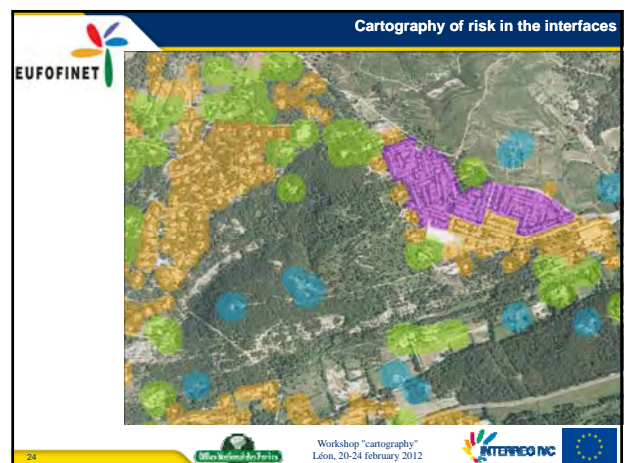 Cartography of risk in the interfaces
EUFOFINET
24
Office National des Forêts
Workshop "cartography"
Léon, 20-24 february 2012
INTERREG IVC